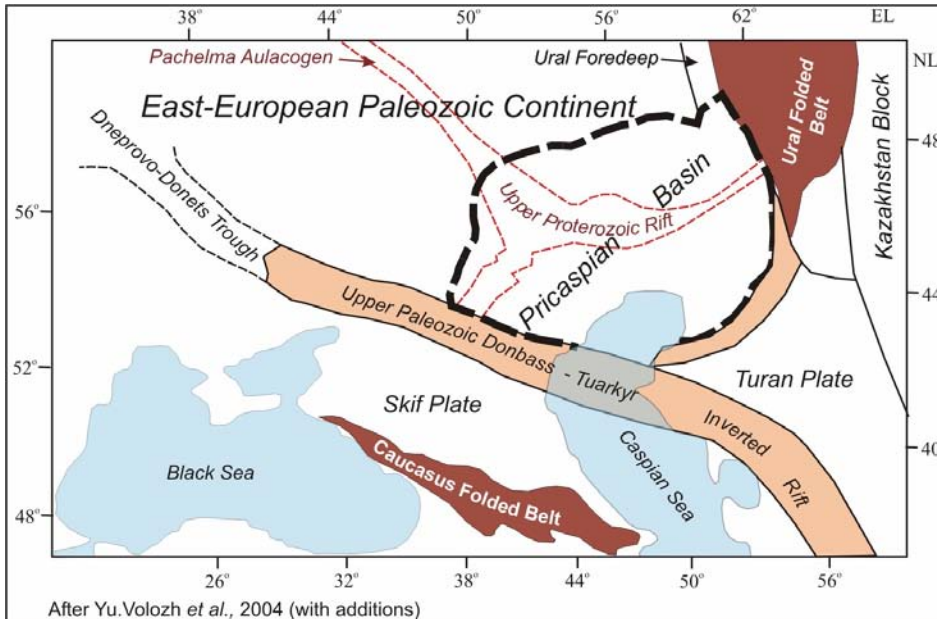 38° 44° 50° 56° 62° EL
Pachelma Aulacogen
Ural Foredeep
NL
East-European Paleozoic Continent
Ural Folded
Belt
Kazakhstan Block
48°
Dneprovo-Donets Trough
Basin
56°
Upper Proterozoic Rift
Pricaspian
44°
Upper Paleozoic Donbass - Tuarkyr
Inverted
Rift
52°
Turan Plate
Skif Plate
40°
Black Sea
Caucasus Folded Belt
Caspian Sea
48°
26° 32° 38° 44° 50° 56°
After Yu.Volozh et al., 2004 (with additions)